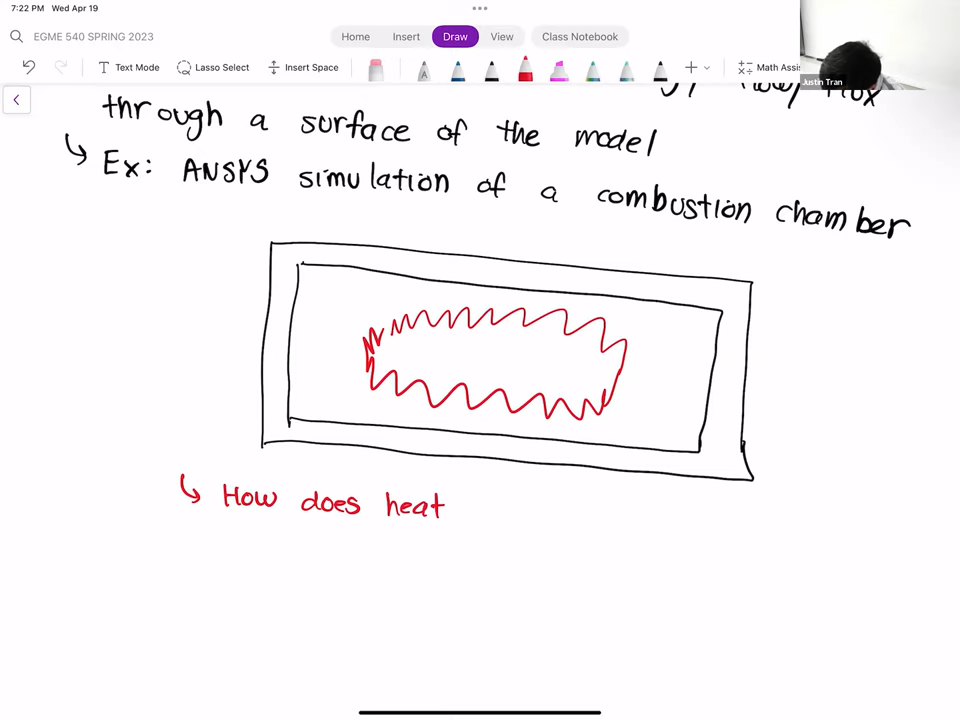 7:22 PM Wed Apr 19
EGME 540 SPRING 2023
Home Insert Draw View Class Notebook
Text Mode Lasso Select Insert Space Math Assis
Justin Tran
flux
through a surface of the model
Ex: ANSYS simulation of a combustion chamber
How does heat